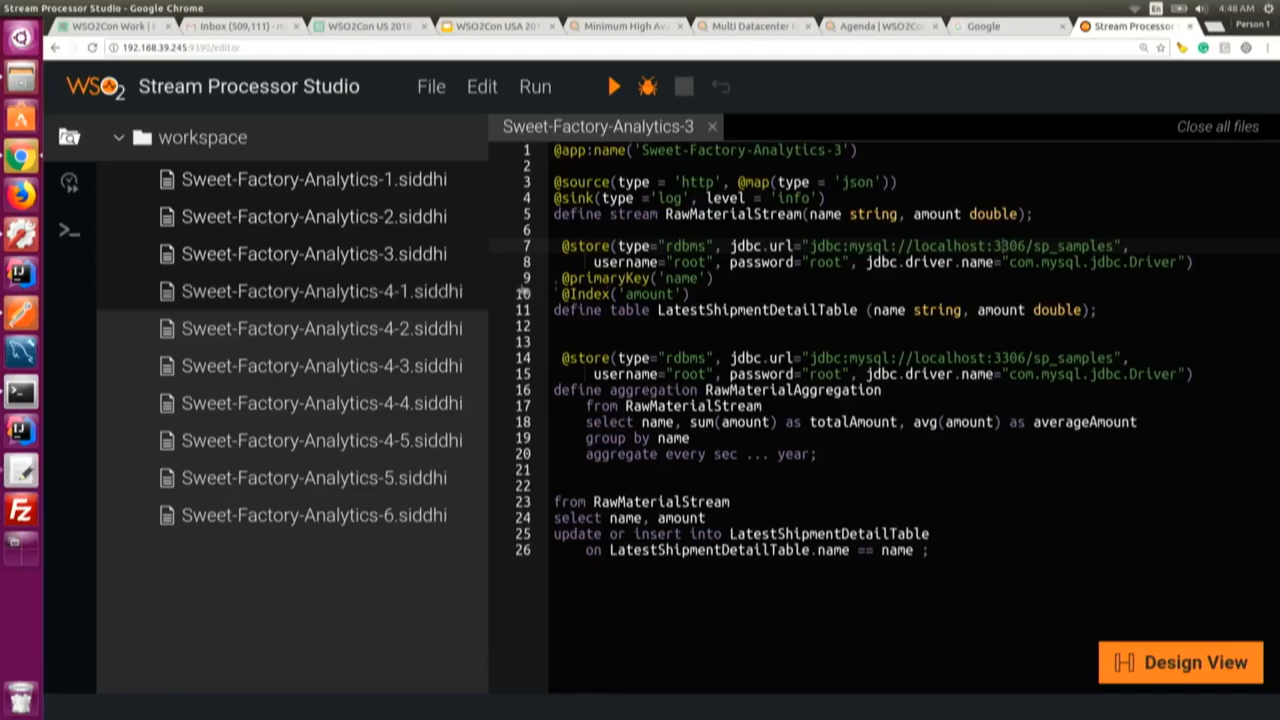 Stream Processor Studio - Google Chrome
En
4:48 AM
WSO2Con Work | E
Inbox (509,111) - m
WSO2Con US 2018
WSO2Con USA 201
Minimum High Ava
Multi Datacenter H
Agenda | WSO2Co
Google
Stream Processor
Person 1
192.168.39.245:9390/editor
WSO2 Stream Processor Studio
File
Edit
Run
workspace
Sweet-Factory-Analytics-3
Close all files
Sweet-Factory-Analytics-1.siddhi
Sweet-Factory-Analytics-2.siddhi
Sweet-Factory-Analytics-3.siddhi
Sweet-Factory-Analytics-4-1.siddhi
Sweet-Factory-Analytics-4-2.siddhi
Sweet-Factory-Analytics-4-3.siddhi
Sweet-Factory-Analytics-4-4.siddhi
Sweet-Factory-Analytics-4-5.siddhi
Sweet-Factory-Analytics-5.siddhi
Sweet-Factory-Analytics-6.siddhi
1 @app:name('Sweet-Factory-Analytics-3')
2
3 @source(type = 'http', @map(type = 'json'))
4 @sink(type ='log', level = 'info')
5 define stream RawMaterialStream(name string, amount double);
6
7 @store(type="rdbms", jdbc.url="jdbc:mysql://localhost:3306/sp_samples",
8 username="root", password="root", jdbc.driver.name="com.mysql.jdbc.Driver")
9 @primaryKey('name')
10 @Index('amount')
11 define table LatestShipmentDetailTable (name string, amount double);
12
13
14 @store(type="rdbms", jdbc.url="jdbc:mysql://localhost:3306/sp_samples",
15 username="root", password="root", jdbc.driver.name="com.mysql.jdbc.Driver")
16 define aggregation RawMaterialAggregation
17 from RawMaterialStream
18 select name, sum(amount) as totalAmount, avg(amount) as averageAmount
19 group by name
20 aggregate every sec ... year;
21
22
23 from RawMaterialStream
24 select name, amount
25 update or insert into LatestShipmentDetailTable
26 on LatestShipmentDetailTable.name == name ;
Design View